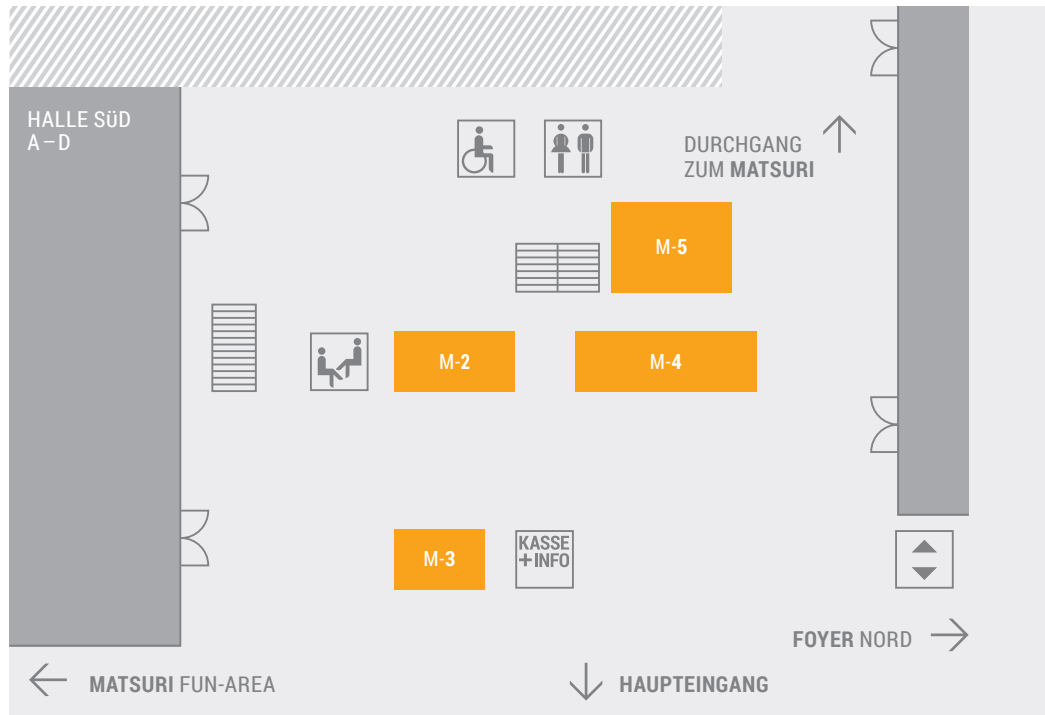 HALLE SüD
A–D
DURCHGANG
ZUM MATSURI
M-5
M-2
M-4
M-3
KASSE
+INFO
FOYER NORD
MATSURI FUN-AREA
HAUPTEINGANG